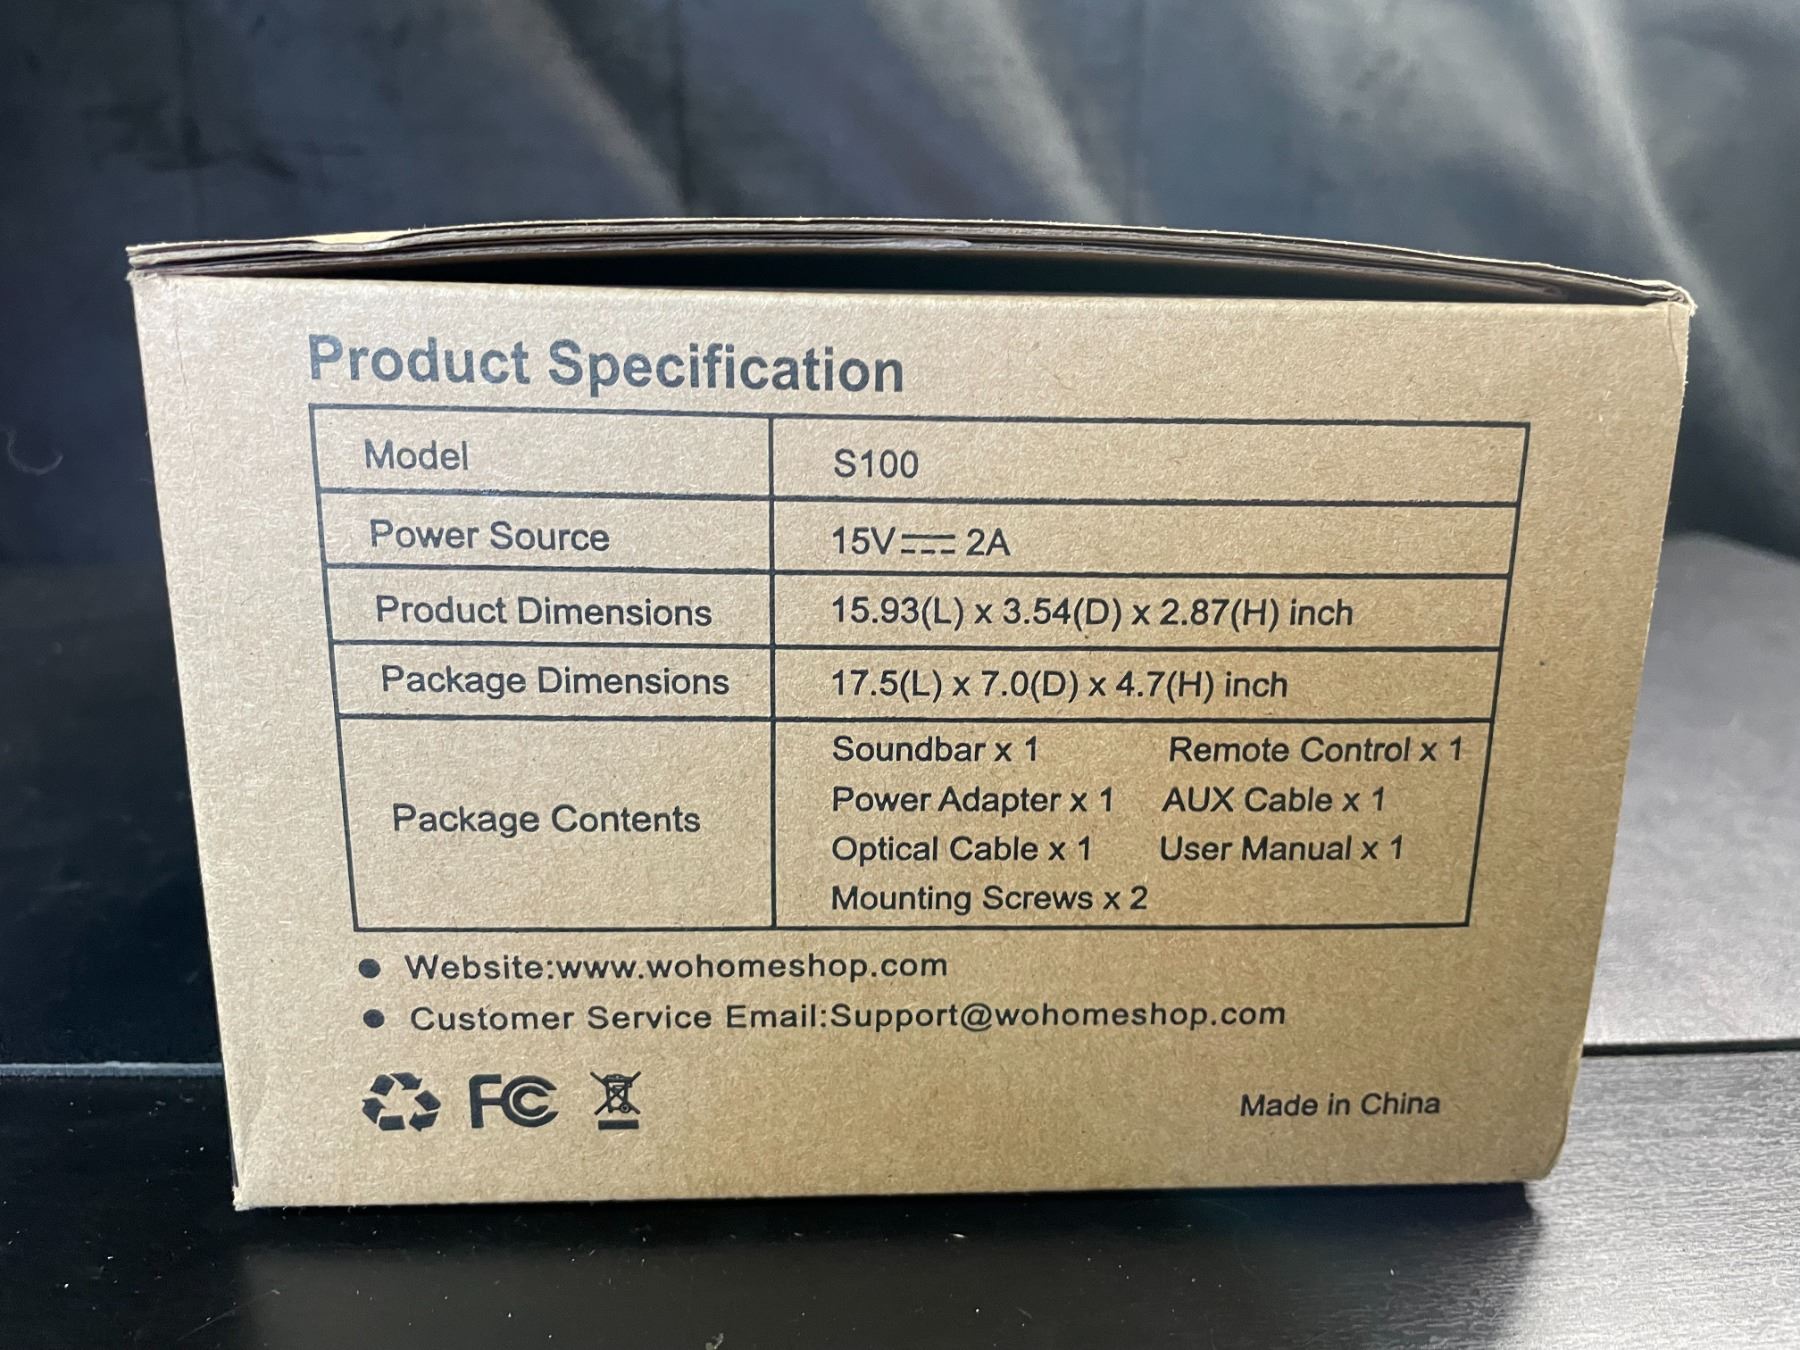 Product Specification
Model S100
Power Source 15V⎓2A
Product Dimensions 15.93(L) x 3.54(D) x 2.87(H) inch
Package Dimensions 17.5(L) x 7.0(D) x 4.7(H) inch
Package Contents
Soundbar x 1 Remote Control x 1
Power Adapter x 1 AUX Cable x 1
Optical Cable x 1 User Manual x 1
Mounting Screws x 2
● Website:www.wohomeshop.com
● Customer Service Email:Support@wohomeshop.com
FC
Made in China